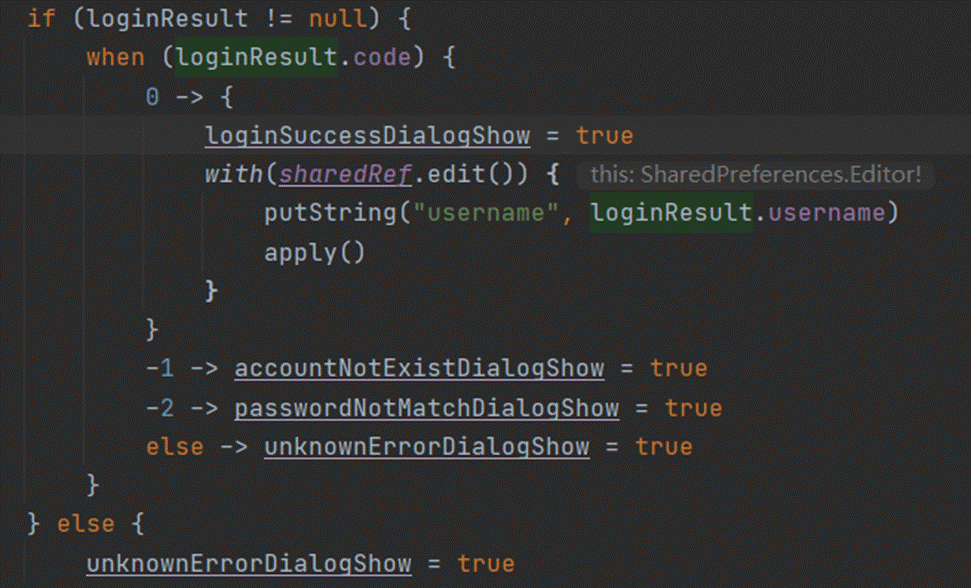 if (loginResult != null) {
when (loginResult.code) {
0 -> {
loginSuccessDialogShow = true
with(sharedRef.edit()) { this: SharedPreferences.Editor!
putString("username", loginResult.username)
apply()
}
}
-1 -> accountNotExistDialogShow = true
-2 -> passwordNotMatchDialogShow = true
else -> unknownErrorDialogShow = true
}
} else {
unknownErrorDialogShow = true